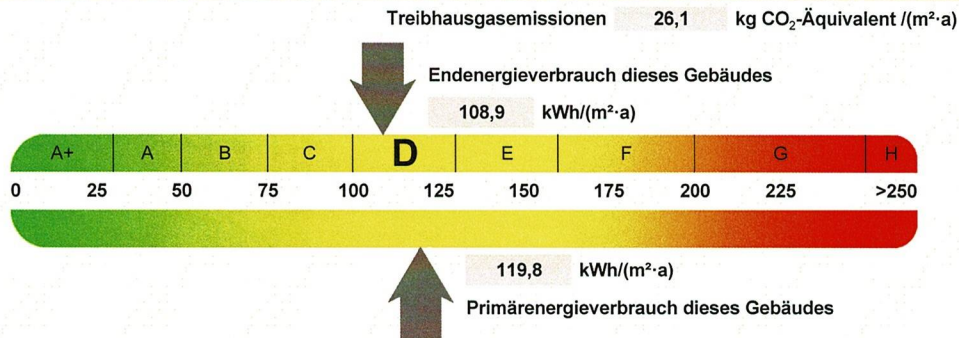 Treibhausgasemissionen 26,1 kg CO₂-Äquivalent /(m²·a)
Endenergieverbrauch dieses Gebäudes
108,9 kWh/(m²·a)
A+ A B C D E F G H
0 25 50 75 100 125 150 175 200 225 >250
119,8 kWh/(m²·a)
Primärenergieverbrauch dieses Gebäudes